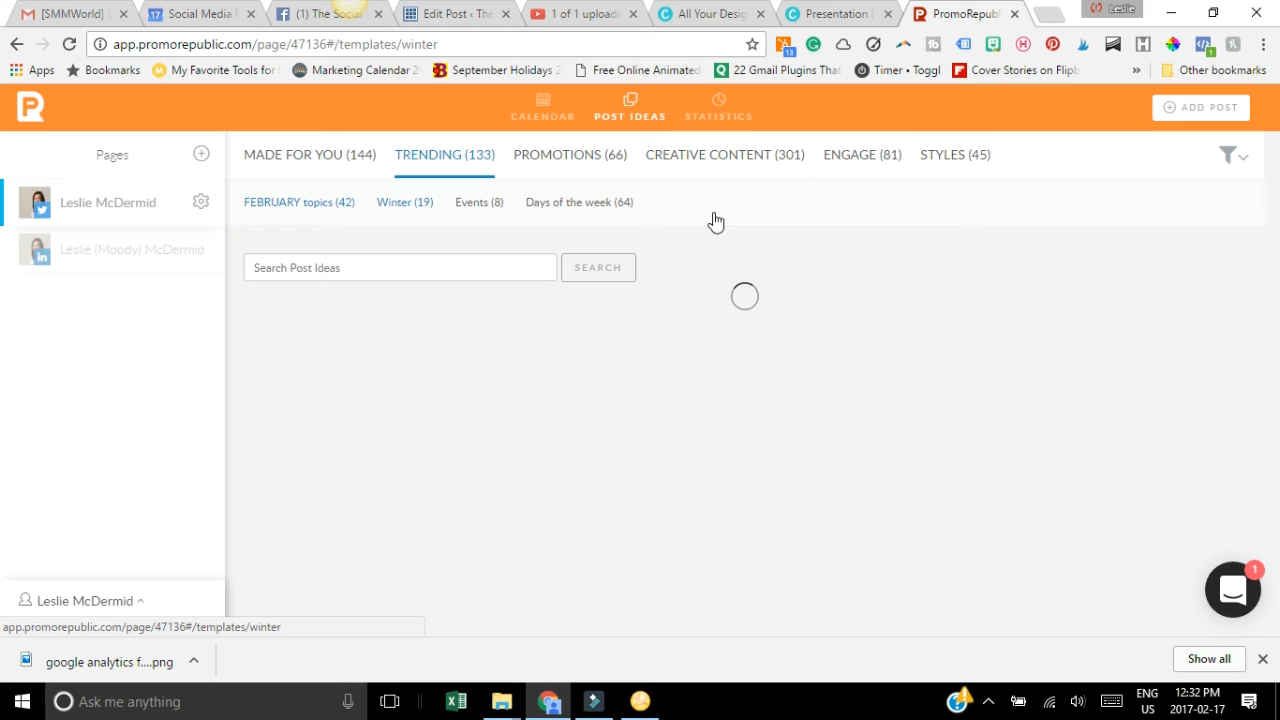 [SMMWorld] L
17 Social Media
(1) The Social
Edit Post ‹ The
1 of 1 uploade
All Your Desig
Presentation
PromoRepubl
Leslie
app.promorepublic.com/page/47136#/templates/winter
13
1
Apps
Bookmarks
My Favorite Tools for
Marketing Calendar 2
September Holidays 2
Free Online Animated
22 Gmail Plugins That
Timer • Toggl
Cover Stories on Flipb
»
Other bookmarks
CALENDAR
POST IDEAS
STATISTICS
ADD POST
Pages
MADE FOR YOU (144)
TRENDING (133)
PROMOTIONS (66)
CREATIVE CONTENT (301)
ENGAGE (81)
STYLES (45)
Leslie McDermid
FEBRUARY topics (42)
Winter (19)
Events (8)
Days of the week (64)
Leslie (Moody) McDermid
Search Post Ideas
SEARCH
1
Leslie McDermid
app.promorepublic.com/page/47136#/templates/winter
google analytics f....png
Show all
Ask me anything
ENG
US
12:32 PM
2017-02-17